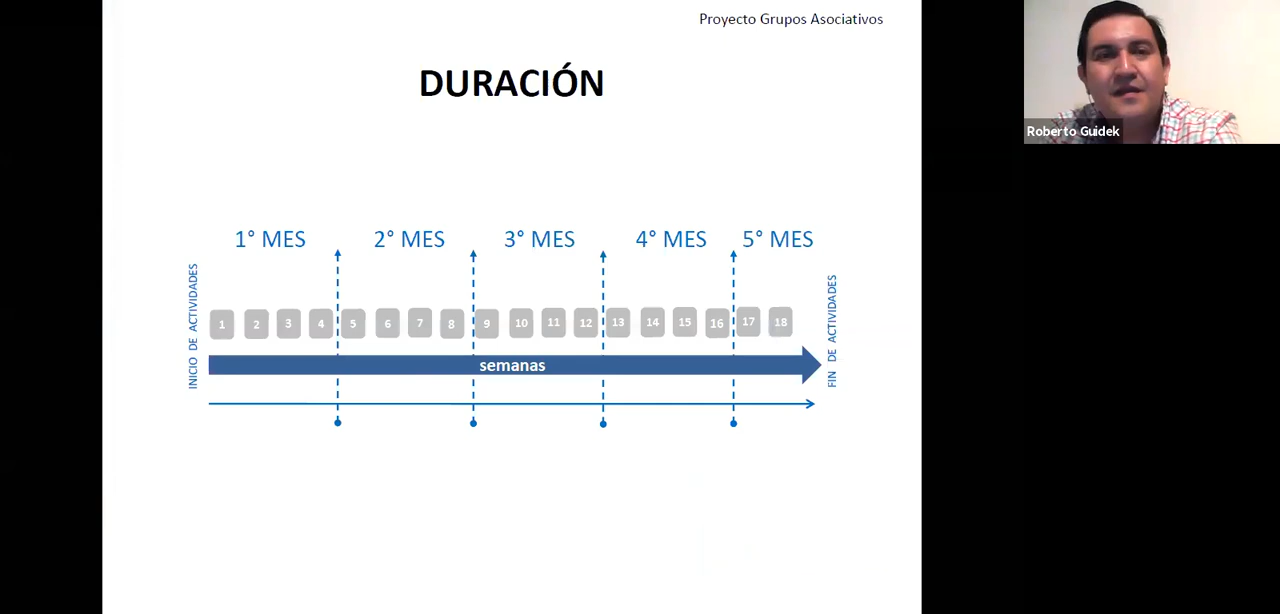 Proyecto Grupos Asociativos
DURACIÓN
Roberto Guidek
1° MES 2° MES 3° MES 4° MES 5° MES
INICIO DE ACTIVIDADES
1 2 3 4 5 6 7 8 9 10 11 12 13 14 15 16 17 18
semanas
FIN DE ACTIVIDADES